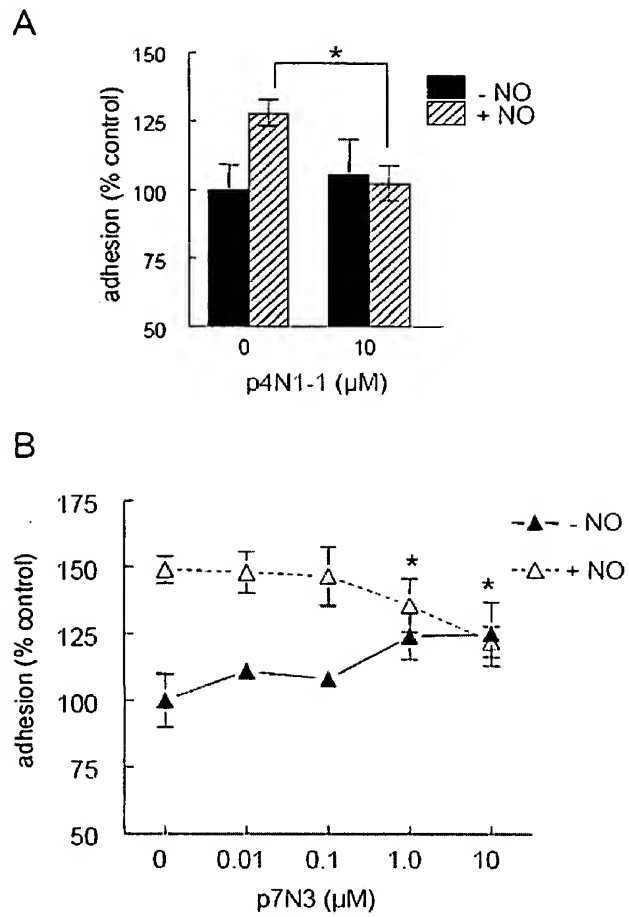 A
150
125
100
75
50
adhesion (% control)
*
- NO
+ NO
0
10
p4N1-1 (µM)
B
175
150
125
100
75
50
adhesion (% control)
*
*
- NO
+ NO
0
0.01
0.1
1.0
10
p7N3 (µM)